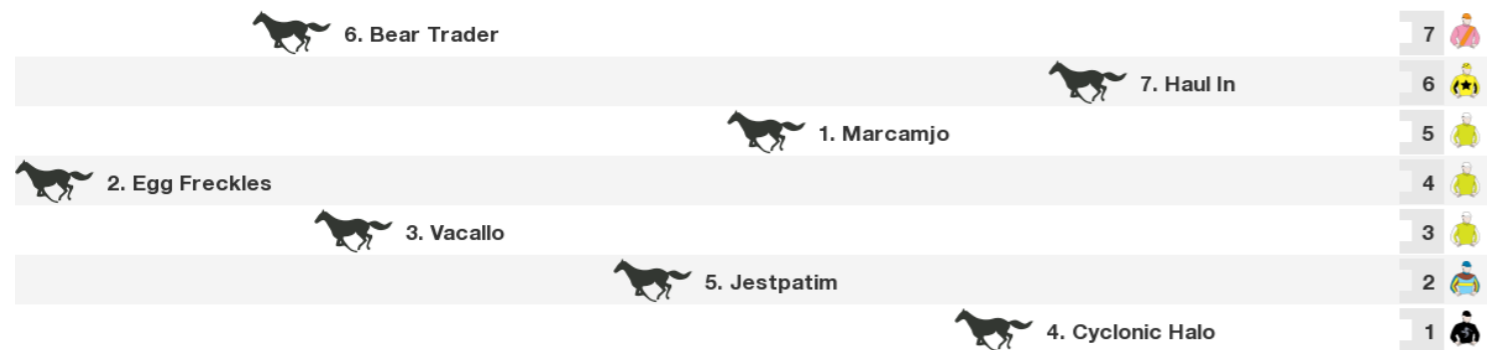 6. Bear Trader 7
7. Haul In 6
1. Marcamjo 5
2. Egg Freckles 4
3. Vacallo 3
5. Jestpatim 2
4. Cyclonic Halo 1